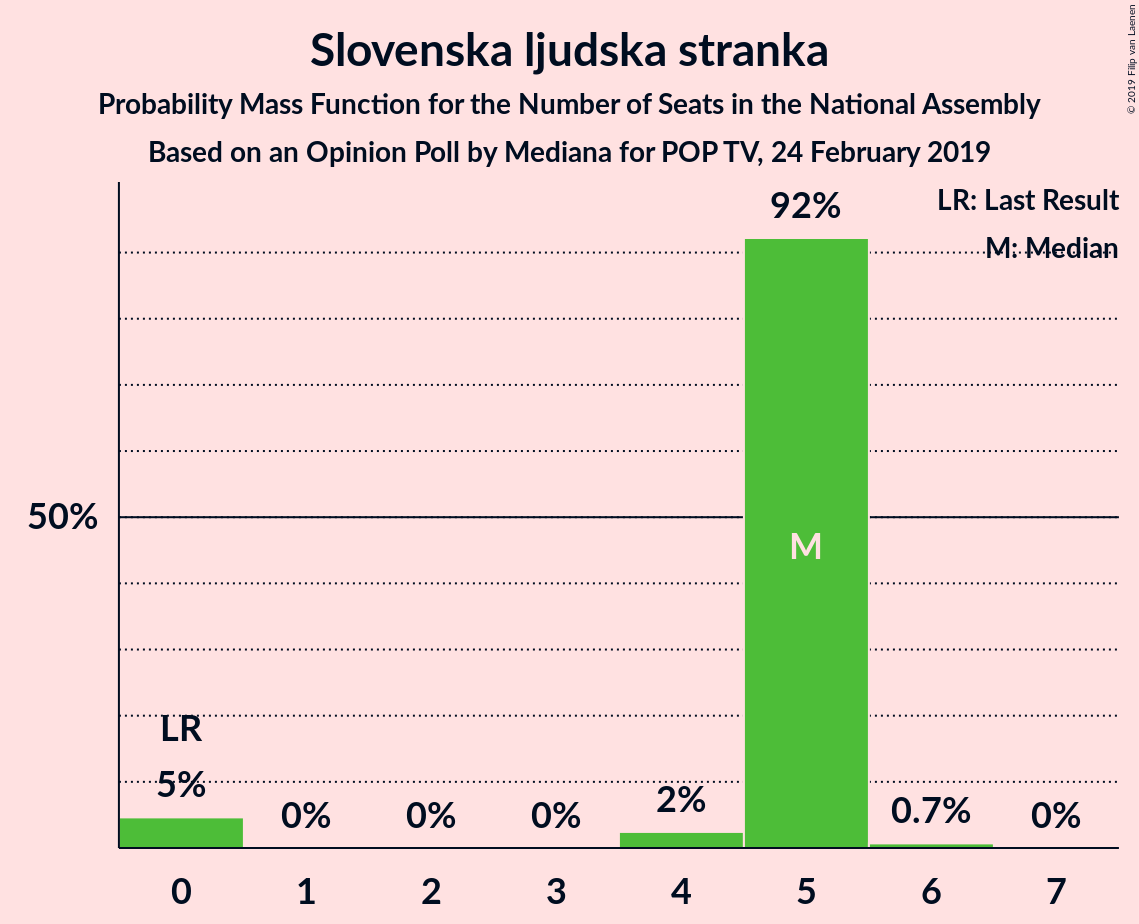 Slovenska ljudska stranka
Probability Mass Function for the Number of Seats in the National Assembly
Based on an Opinion Poll by Mediana for POP TV, 24 February 2019
© 2019 Filip van Laenen
LR: Last Result
M: Median
92%
50%
M
LR
5%
0%
0%
0%
2%
0.7%
0%
0
1
2
3
4
5
6
7